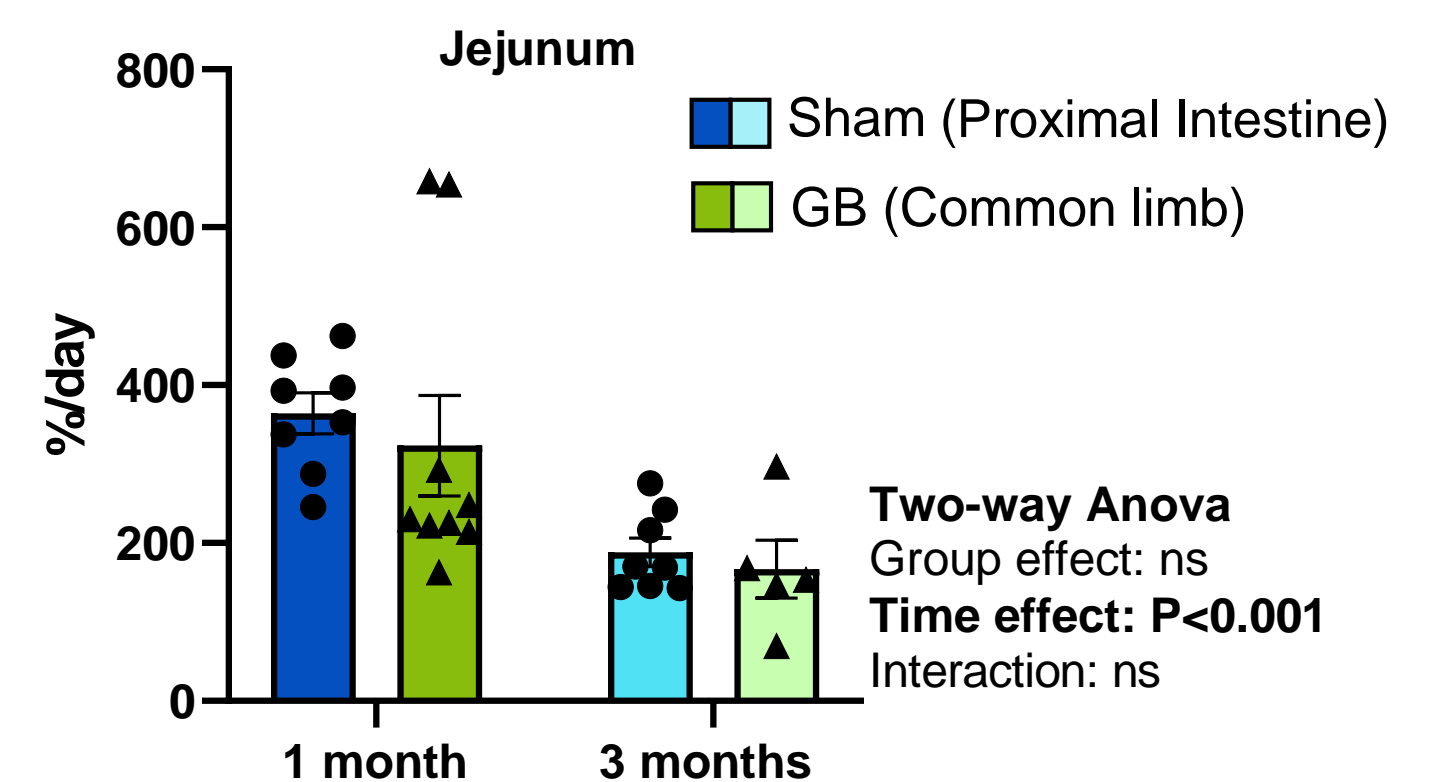 Jejunum
800
600
400
200
0
%/day
Sham (Proximal Intestine)
GB (Common limb)
Two-way Anova
Group effect: ns
Time effect: P<0.001
Interaction: ns
1 month
3 months